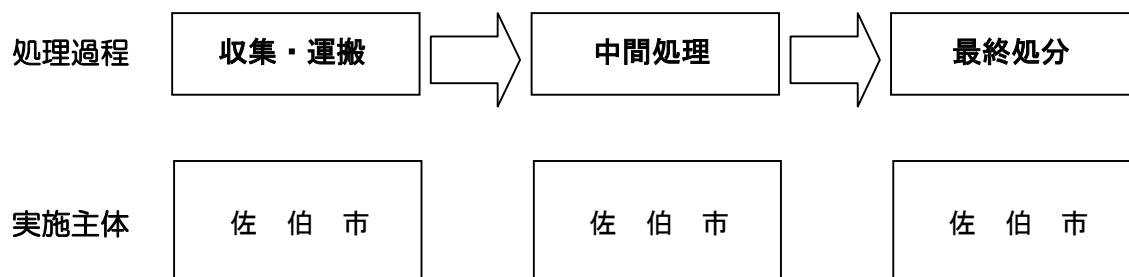 処理過程 収集・運搬 中間処理 最終処分
実施主体 佐 伯 市 佐 伯 市 佐 伯 市